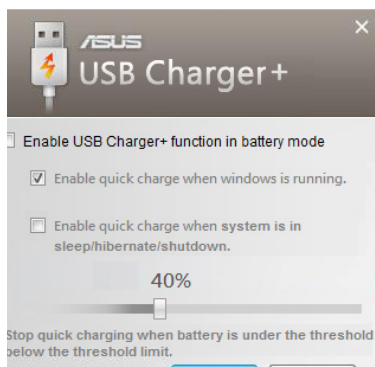 ASUS
USB Charger+
Enable USB Charger+ function in battery mode
Enable quick charge when windows is running.
Enable quick charge when system is in
sleep/hibernate/shutdown.
40%
Stop quick charging when battery is under the threshold
below the threshold limit.